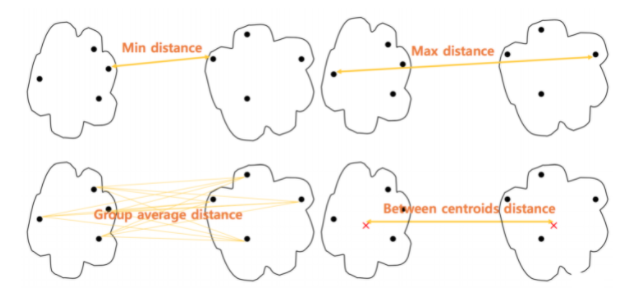 Min distance
Max distance
Group average distance
Between centroids distance